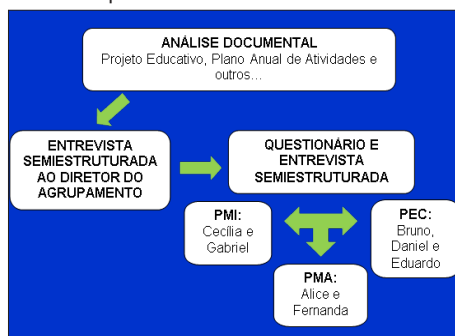 ANÁLISE DOCUMENTAL
Projeto Educativo, Plano Anual de Atividades e
outros...
ENTREVISTA
SEMIESTRUTURADA
AO DIRETOR DO
AGRUPAMENTO
QUESTIONÁRIO E
ENTREVISTA
SEMIESTRUTURADA
PMI:
Cecília e
Gabriel
PEC:
Bruno,
Daniel e
Eduardo
PMA:
Alice e
Fernanda